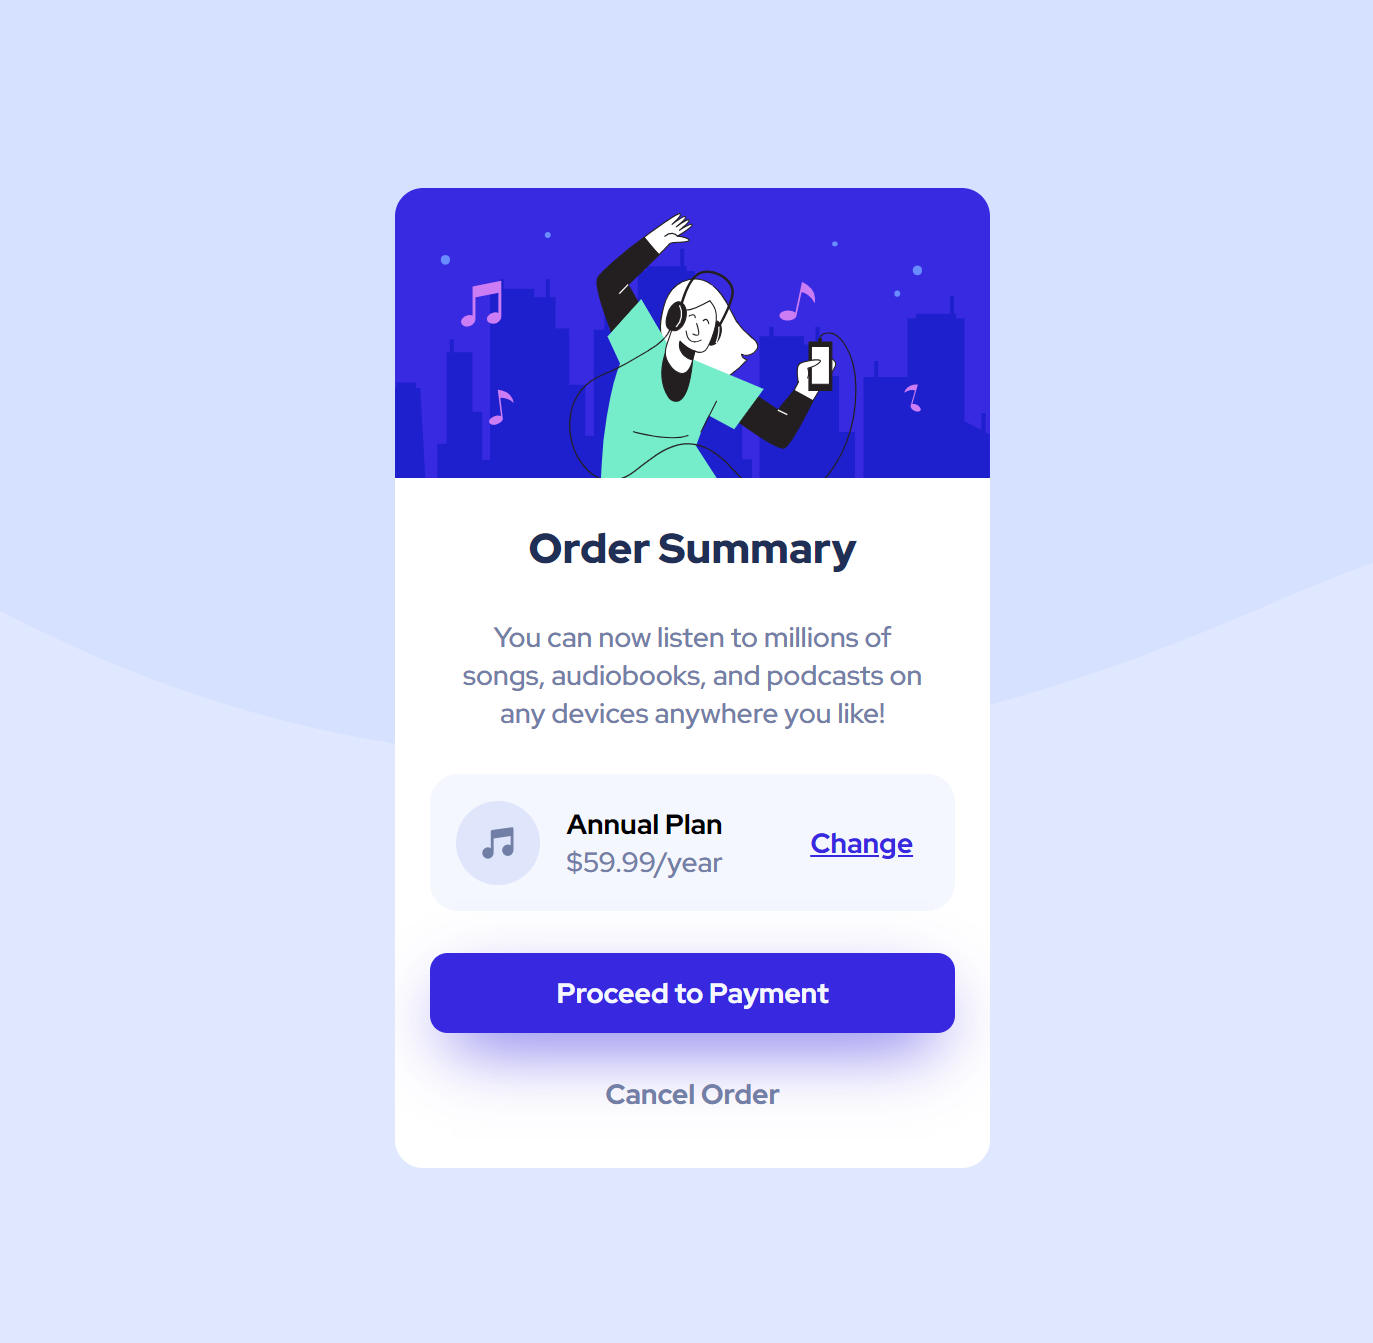 Order Summary
You can now listen to millions of
songs, audiobooks, and podcasts on
any devices anywhere you like!
Annual Plan
$59.99/year
Change
Proceed to Payment
Cancel Order